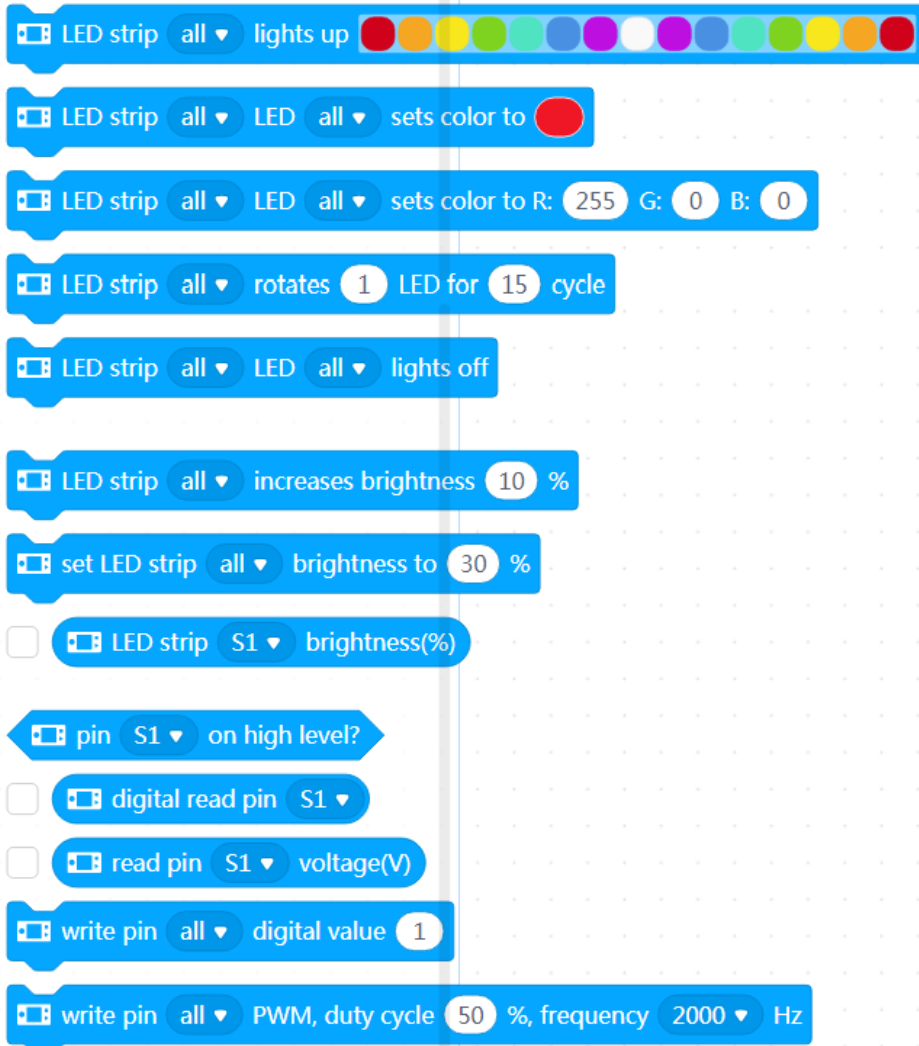 LED strip all lights up
LED strip all LED all sets color to
LED strip all LED all sets color to R: 255 G: 0 B: 0
LED strip all rotates 1 LED for 15 cycle
LED strip all LED all lights off
LED strip all increases brightness 10 %
set LED strip all brightness to 30 %
LED strip S1 brightness(%)
pin S1 on high level?
digital read pin S1
read pin S1 voltage(V)
write pin all digital value 1
write pin all PWM, duty cycle 50 %, frequency 2000 Hz